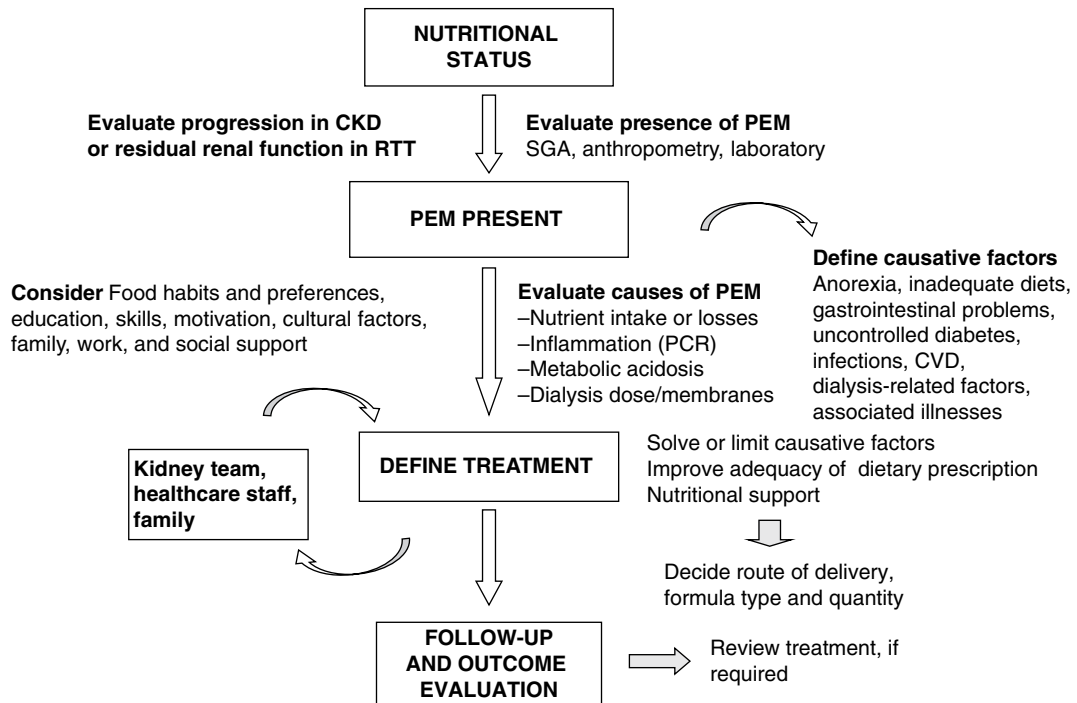 NUTRITIONAL
STATUS
Evaluate progression in CKD
or residual renal function in RTT
Evaluate presence of PEM
SGA, anthropometry, laboratory
PEM PRESENT
Define causative factors
Anorexia, inadequate diets,
gastrointestinal problems,
uncontrolled diabetes,
infections, CVD,
dialysis-related factors,
associated illnesses
Consider Food habits and preferences,
education, skills, motivation, cultural factors,
family, work, and social support
Evaluate causes of PEM
–Nutrient intake or losses
–Inflammation (PCR)
–Metabolic acidosis
–Dialysis dose/membranes
DEFINE TREATMENT
Kidney team,
healthcare staff,
family
Solve or limit causative factors
Improve adequacy of dietary prescription
Nutritional support
Decide route of delivery,
formula type and quantity
FOLLOW-UP
AND OUTCOME
EVALUATION
Review treatment, if
required